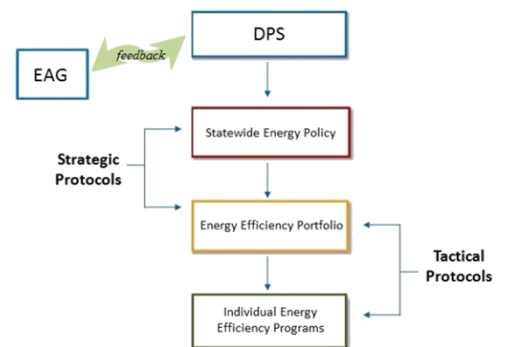 DPS
feedback
EAG
Statewide Energy Policy
Strategic
Protocols
Energy Efficiency Portfolio
Tactical
Protocols
Individual Energy
Efficiency Programs